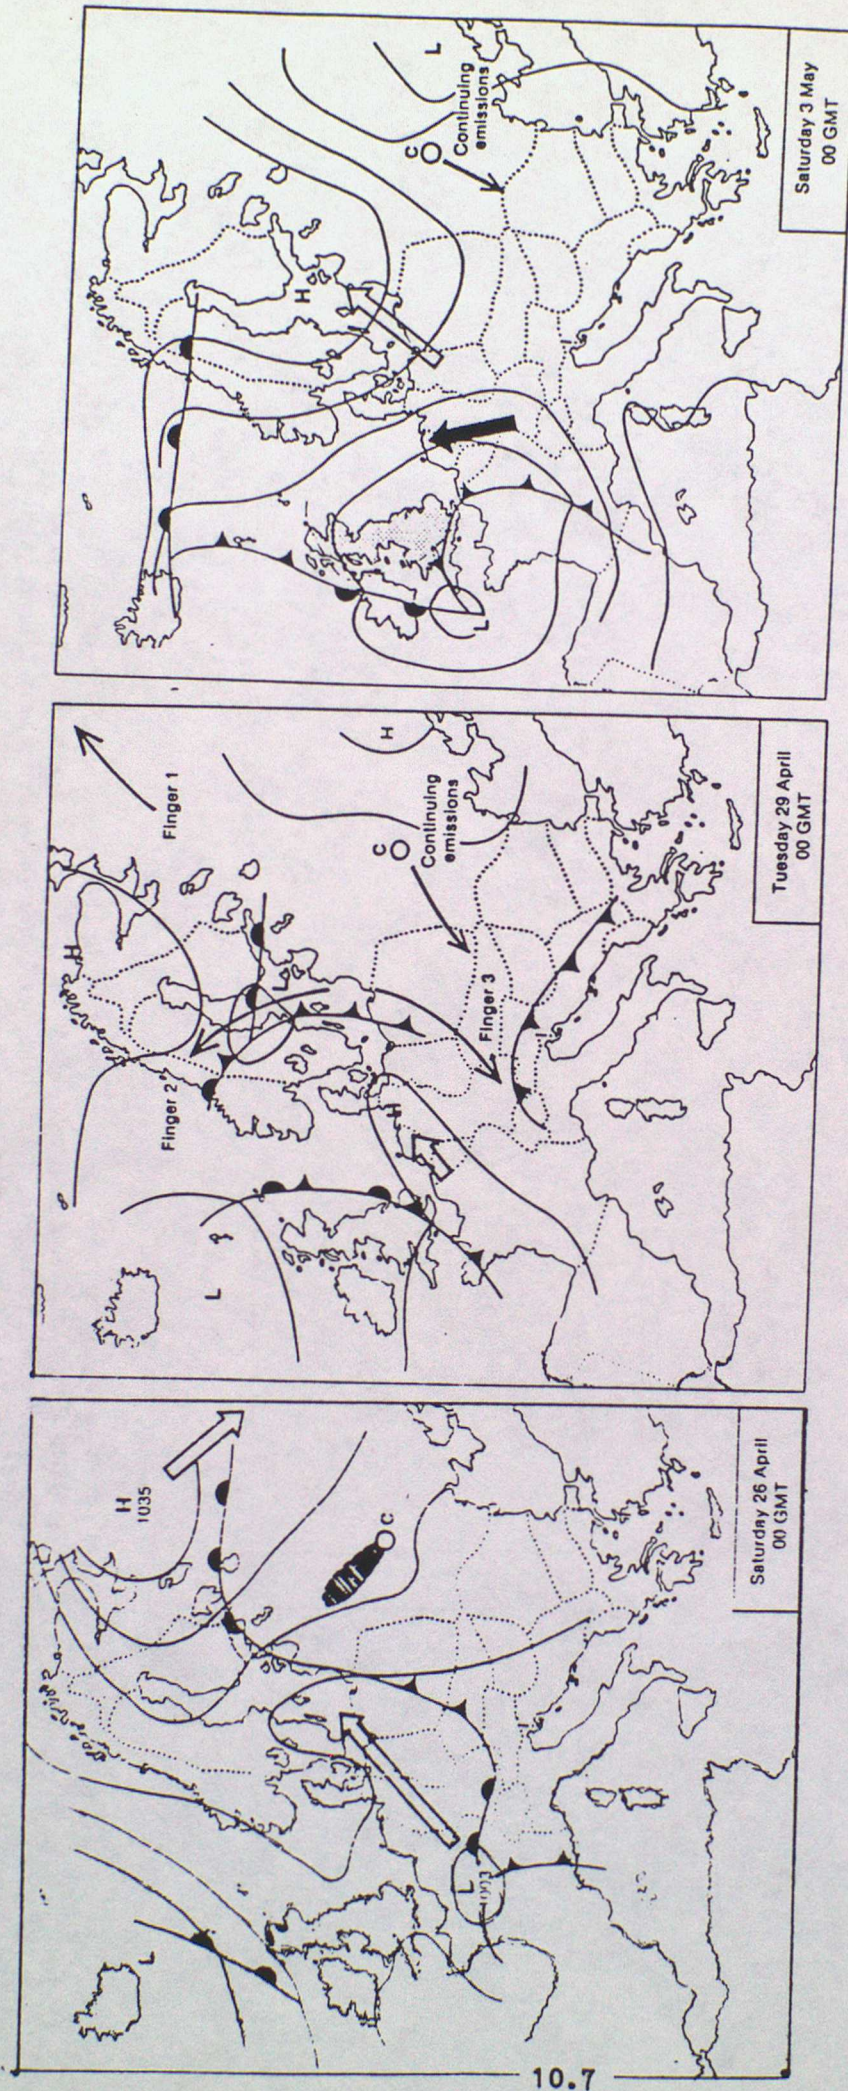 L
Continuing
emissions
C
H
L
Saturday 3 May
00 GMT
Finger 1
H
C
Continuing
emissions
H
L
Finger 2
Finger 3
H
L
Tuesday 29 April
00 GMT
H
1035
C
L
L
Saturday 26 April
00 GMT
10.7